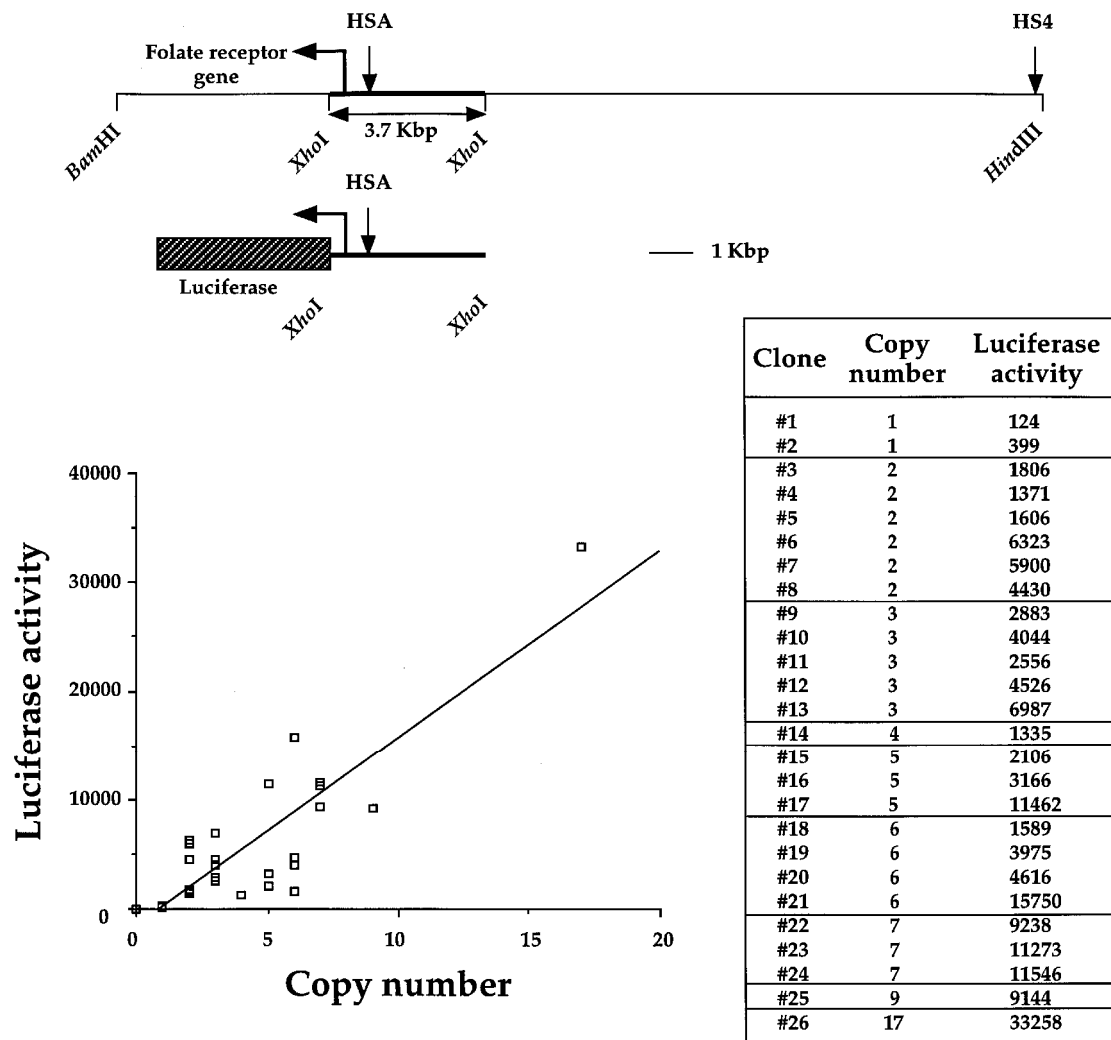 HSA
HS4
Folate receptor
gene
3.7 Kbp
BamHI
XhoI
XhoI
HindIII
HSA
1 Kbp
Luciferase
XhoI
XhoI
Clone Copy number Luciferase activity
#1 1 124
#2 1 399
#3 2 1806
#4 2 1371
#5 2 1606
#6 2 6323
#7 2 5900
#8 2 4430
#9 3 2883
#10 3 4044
#11 3 2556
#12 3 4526
#13 3 6987
#14 4 1335
#15 5 2106
#16 5 3166
#17 5 11462
#18 6 1589
#19 6 3975
#20 6 4616
#21 6 15750
#22 7 9238
#23 7 11273
#24 7 11546
#25 9 9144
#26 17 33258
Luciferase activity
40000
30000
20000
10000
0
0 5 10 15 20
Copy number